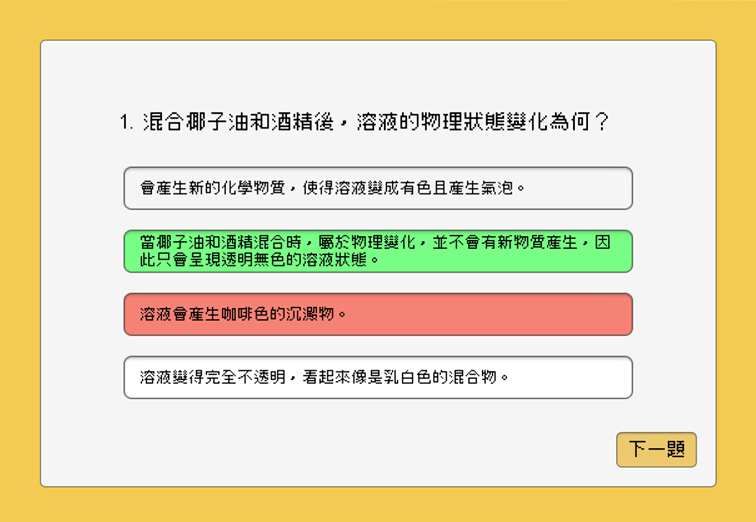 1. 混合椰子油和酒精後，溶液的物理狀態變化為何？
會產生新的化學物質，使得溶液變成有色且產生氣泡。
當椰子油和酒精混合時，屬於物理變化，並不會有新物質產生，因
此只會呈現透明無色的溶液狀態。
溶液會產生咖啡色的沉澱物。
溶液變得完全不透明，看起來像是乳白色的混合物。
下一題